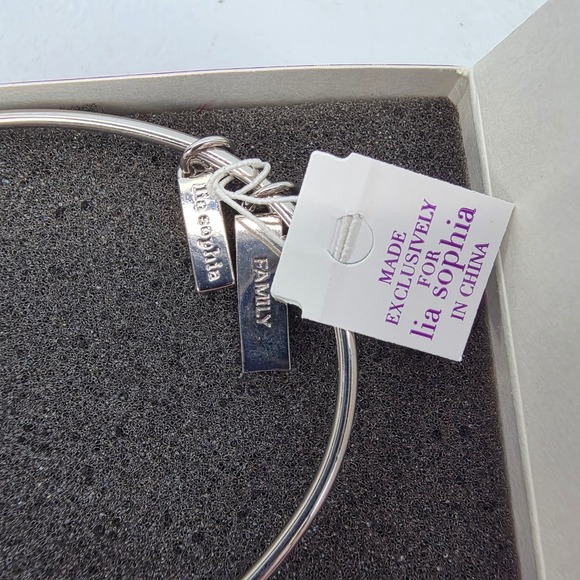 lia sophia
FAMILY
MADE
EXCLUSIVELY
FOR
lia sophia
IN CHINA